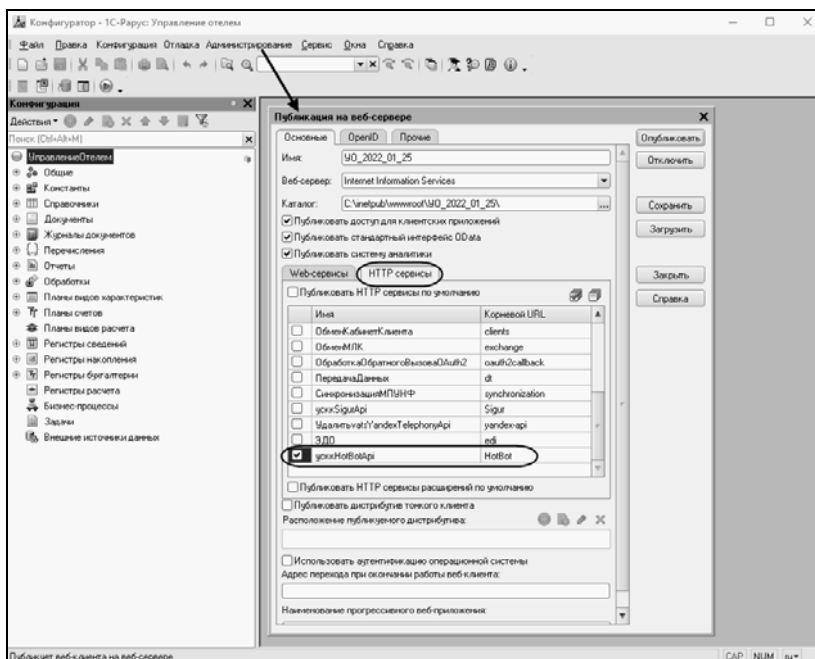 Конфигуратор - 1С-Рарус: Управление отелем
Файл Правка Конфигурация Отладка Администрирование Сервис Окна Справка
Конфигурация
Действия
Поиск (Ctrl+Alt+M)
УправлениеОтелем
Общие
Константы
Справочники
Документы
Журналы документов
Перечисления
Отчеты
Обработки
Планы видов характеристик
Планы счетов
Планы видов расчета
Регистры сведений
Регистры накопления
Регистры бухгалтерии
Регистры расчета
Бизнес-процессы
Задачи
Внешние источники данных
Публикация на веб-сервере
Основные OpenID Прочие
Опубликовать
Имя: УО_2022_01_25
Отключить
Веб-сервер: Internet Information Services
Каталог: C:\inetpub\wwwroot\УО_2022_01_25\ ...
Сохранить
Публиковать доступ для клиентских приложений
Загрузить
Публиковать стандартный интерфейс OData
Публиковать систему аналитики
Web-сервисы HTTP сервисы
Закрыть
Публиковать HTTP сервисы по умолчанию
Справка
Имя Корневой URL
ОбменКабинетКлиента clients
ОбменМЛК exchange
ОбработкаОбратногоВызоваOAuth2 oauth2callback
ПередачаДанных dt
СинхронизацияМПУНФ synchronization
усххSigurApi Sigur
УдалитьvatsYandexTelephonyApi yandex-api
ЭДО edi
усххHotBotApi HotBot
Публиковать HTTP сервисы расширений по умолчанию
Публиковать дистрибутив тонкого клиента
Расположение публикуемого дистрибутива:
Использовать аутентификацию операционной системы
Адрес перехода при окончании работы веб-клиента:
Наименование прогрессивного веб-приложения:
Публикует веб-клиента на веб-сервере
CAP NUM ru